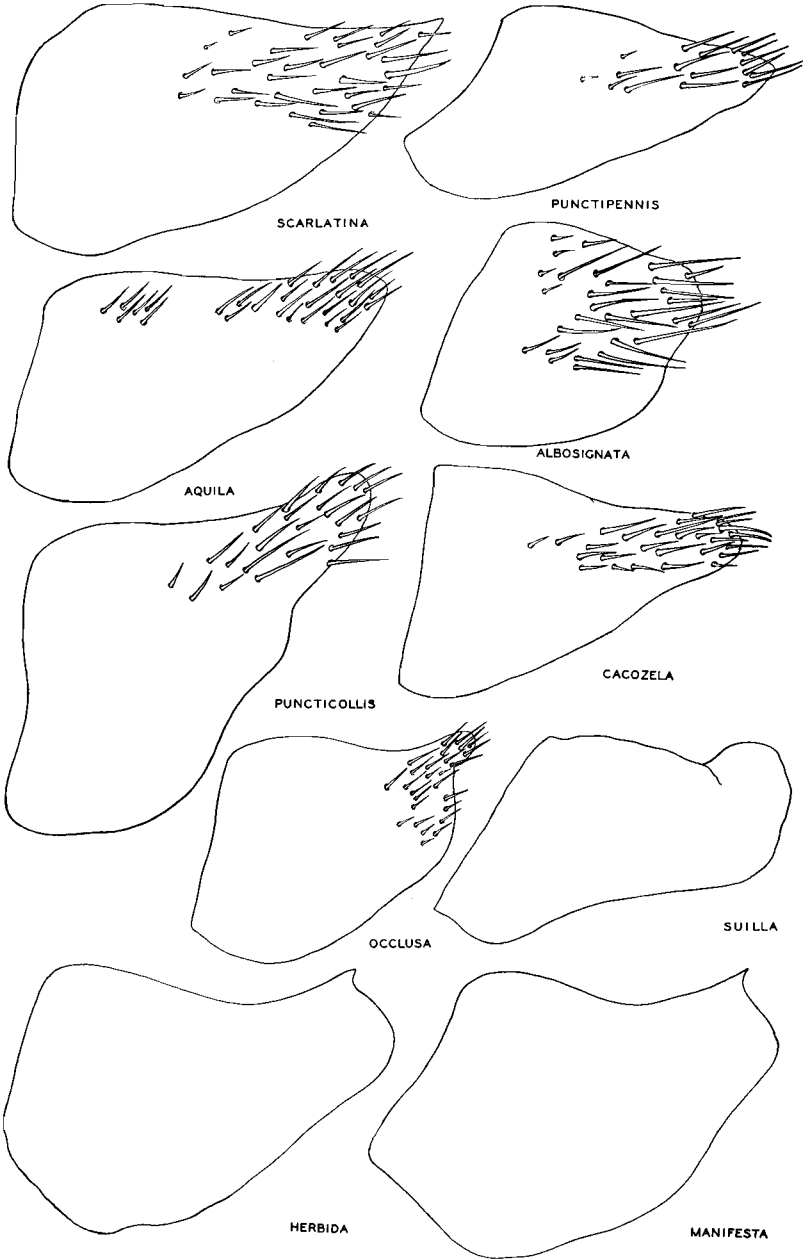 SCARLATINA
PUNCTIPENNIS
AQUILA
ALBOSIGNATA
PUNCTICOLLIS
CACOZELA
OCCLUSA
SUILLA
HERBIDA
MANIFESTA